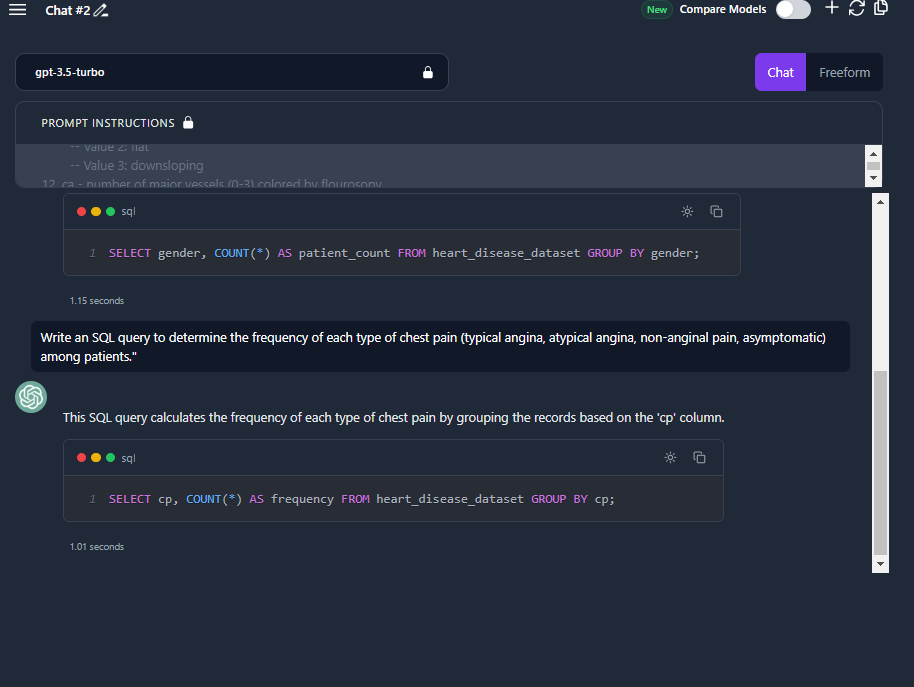 Chat #2
New Compare Models
gpt-3.5-turbo
Chat Freeform
PROMPT INSTRUCTIONS
-- Value 2: flat
-- Value 3: downsloping
12. ca - number of major vessels (0-3) colored by flourosopy
sql
1 SELECT gender, COUNT(*) AS patient_count FROM heart_disease_dataset GROUP BY gender;
1.15 seconds
Write an SQL query to determine the frequency of each type of chest pain (typical angina, atypical angina, non-anginal pain, asymptomatic)
among patients."
This SQL query calculates the frequency of each type of chest pain by grouping the records based on the 'cp' column.
sql
1 SELECT cp, COUNT(*) AS frequency FROM heart_disease_dataset GROUP BY cp;
1.01 seconds